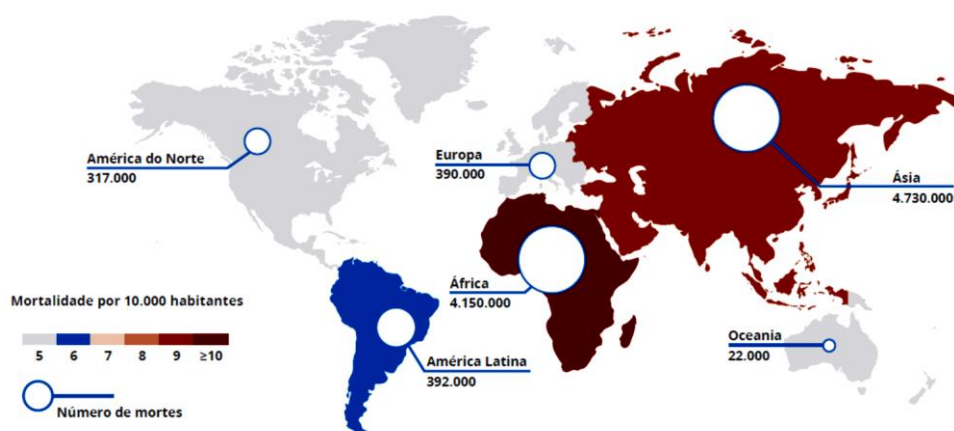 América do Norte
317.000
Europa
390.000
Ásia
4.730.000
África
4.150.000
América Latina
392.000
Oceania
22.000
Mortalidade por 10.000 habitantes
5 6 7 8 9 ≥10
Número de mortes